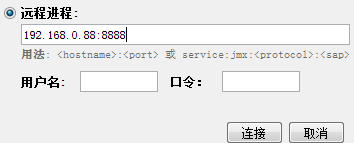 远程进程:
192.168.0.88:8888
用法: <hostname>:<port> 或 service:jmx:<protocol>:<sap>
用户名: 口令:
连接 取消